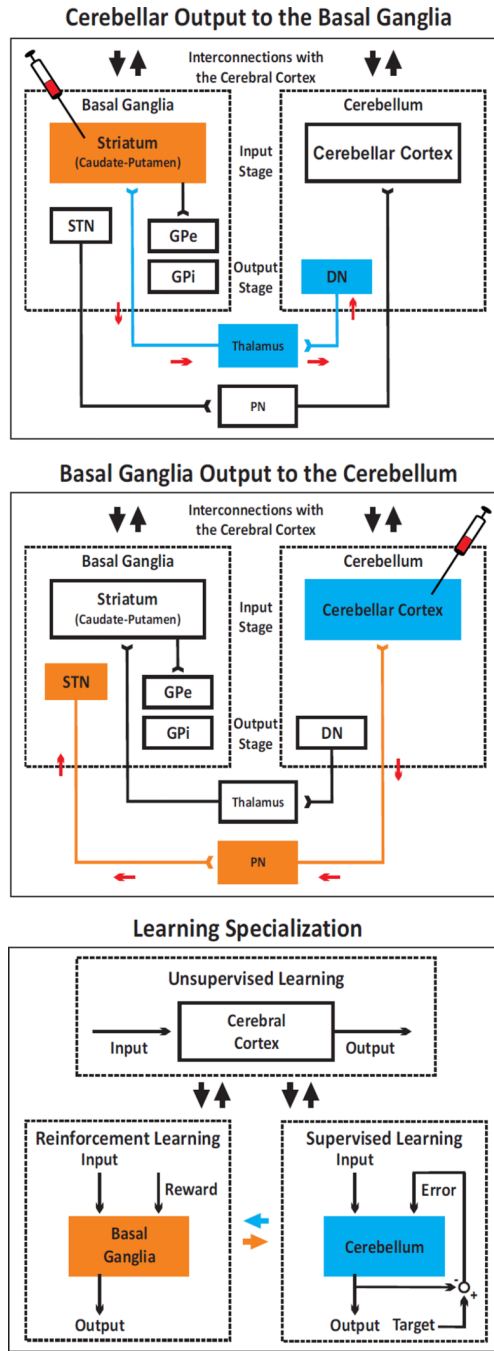 Cerebellar Output to the Basal Ganglia
Interconnections with
the Cerebral Cortex
Basal Ganglia
Cerebellum
Striatum
(Caudate-Putamen)
Input
Stage
Cerebellar Cortex
STN
GPe
GPi
Output
Stage
DN
Thalamus
PN
Basal Ganglia Output to the Cerebellum
Interconnections with
the Cerebral Cortex
Basal Ganglia
Cerebellum
Striatum
(Caudate-Putamen)
Input
Stage
Cerebellar Cortex
STN
GPe
GPi
Output
Stage
DN
Thalamus
PN
Learning Specialization
Unsupervised Learning
Cerebral
Cortex
Input
Output
Reinforcement Learning
Input
Reward
Basal
Ganglia
Output
Supervised Learning
Input
Error
Cerebellum
-
+
Output
Target